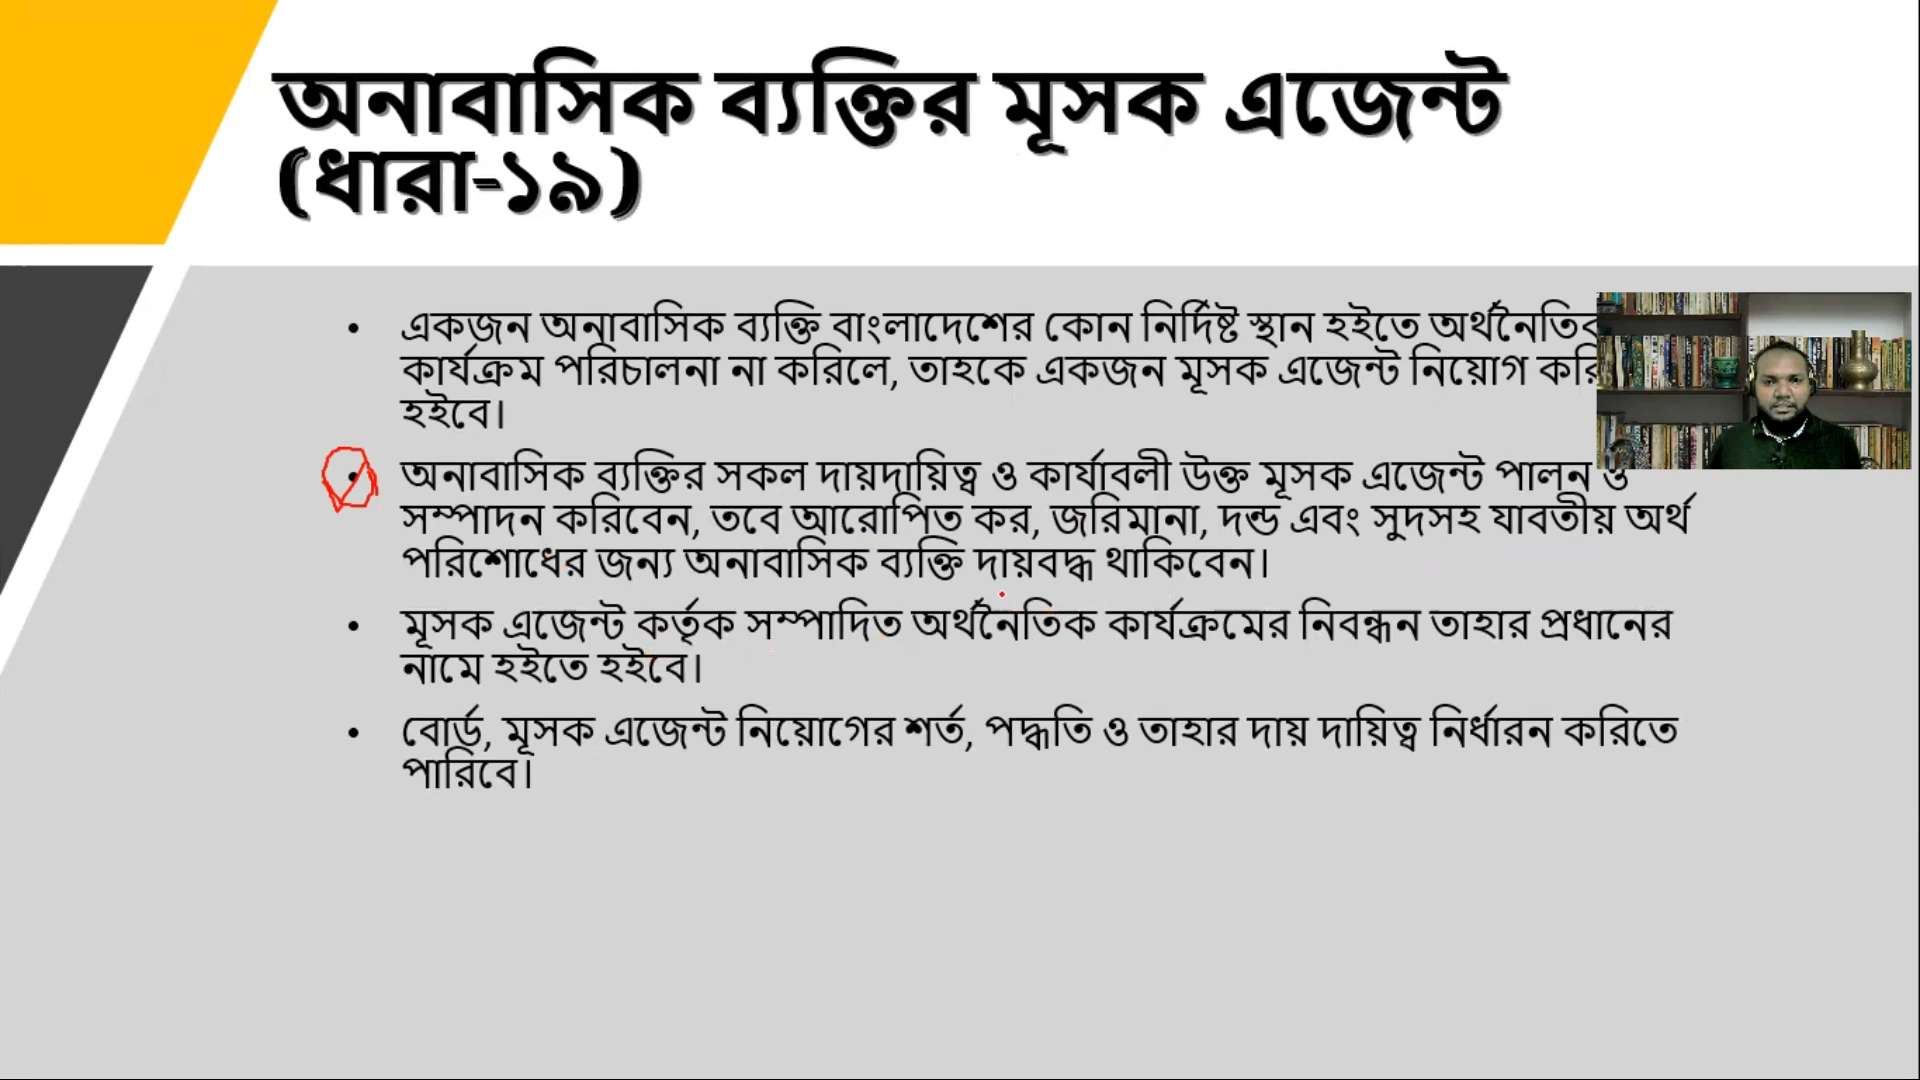 অনাবাসিক ব্যক্তির মূসক এজেন্ট
(ধারা-১৯)
• একজন অনাবাসিক ব্যক্তি বাংলাদেশের কোন নির্দিষ্ট স্থান হইতে
কার্যক্রম পরিচালনা না করিলে, তাহকে একজন মূসক এজেন্ট নিয়োগ
হইবে।
• অনাবাসিক ব্যক্তির সকল দায়দায়িত্ব ও কার্যাবলী উক্ত মূসক এজেন্ট পালন ও
সম্পাদন করিবেন, তবে আরোপিত কর, জরিমানা, দন্ড এবং সুদসহ যাবতীয় অর্থ
পরিশোধের জন্য অনাবাসিক ব্যক্তি দায়বদ্ধ থাকিবেন।
• মূসক এজেন্ট কর্তৃক সম্পাদিত অর্থনৈতিক কার্যক্রমের নিবন্ধন তাহার প্রধানের
নামে হইতে হইবে।
• বোর্ড, মূসক এজেন্ট নিয়োগের শর্ত, পদ্ধতি ও তাহার দায় দায়িত্ব নির্ধারন করিতে
পারিবে।